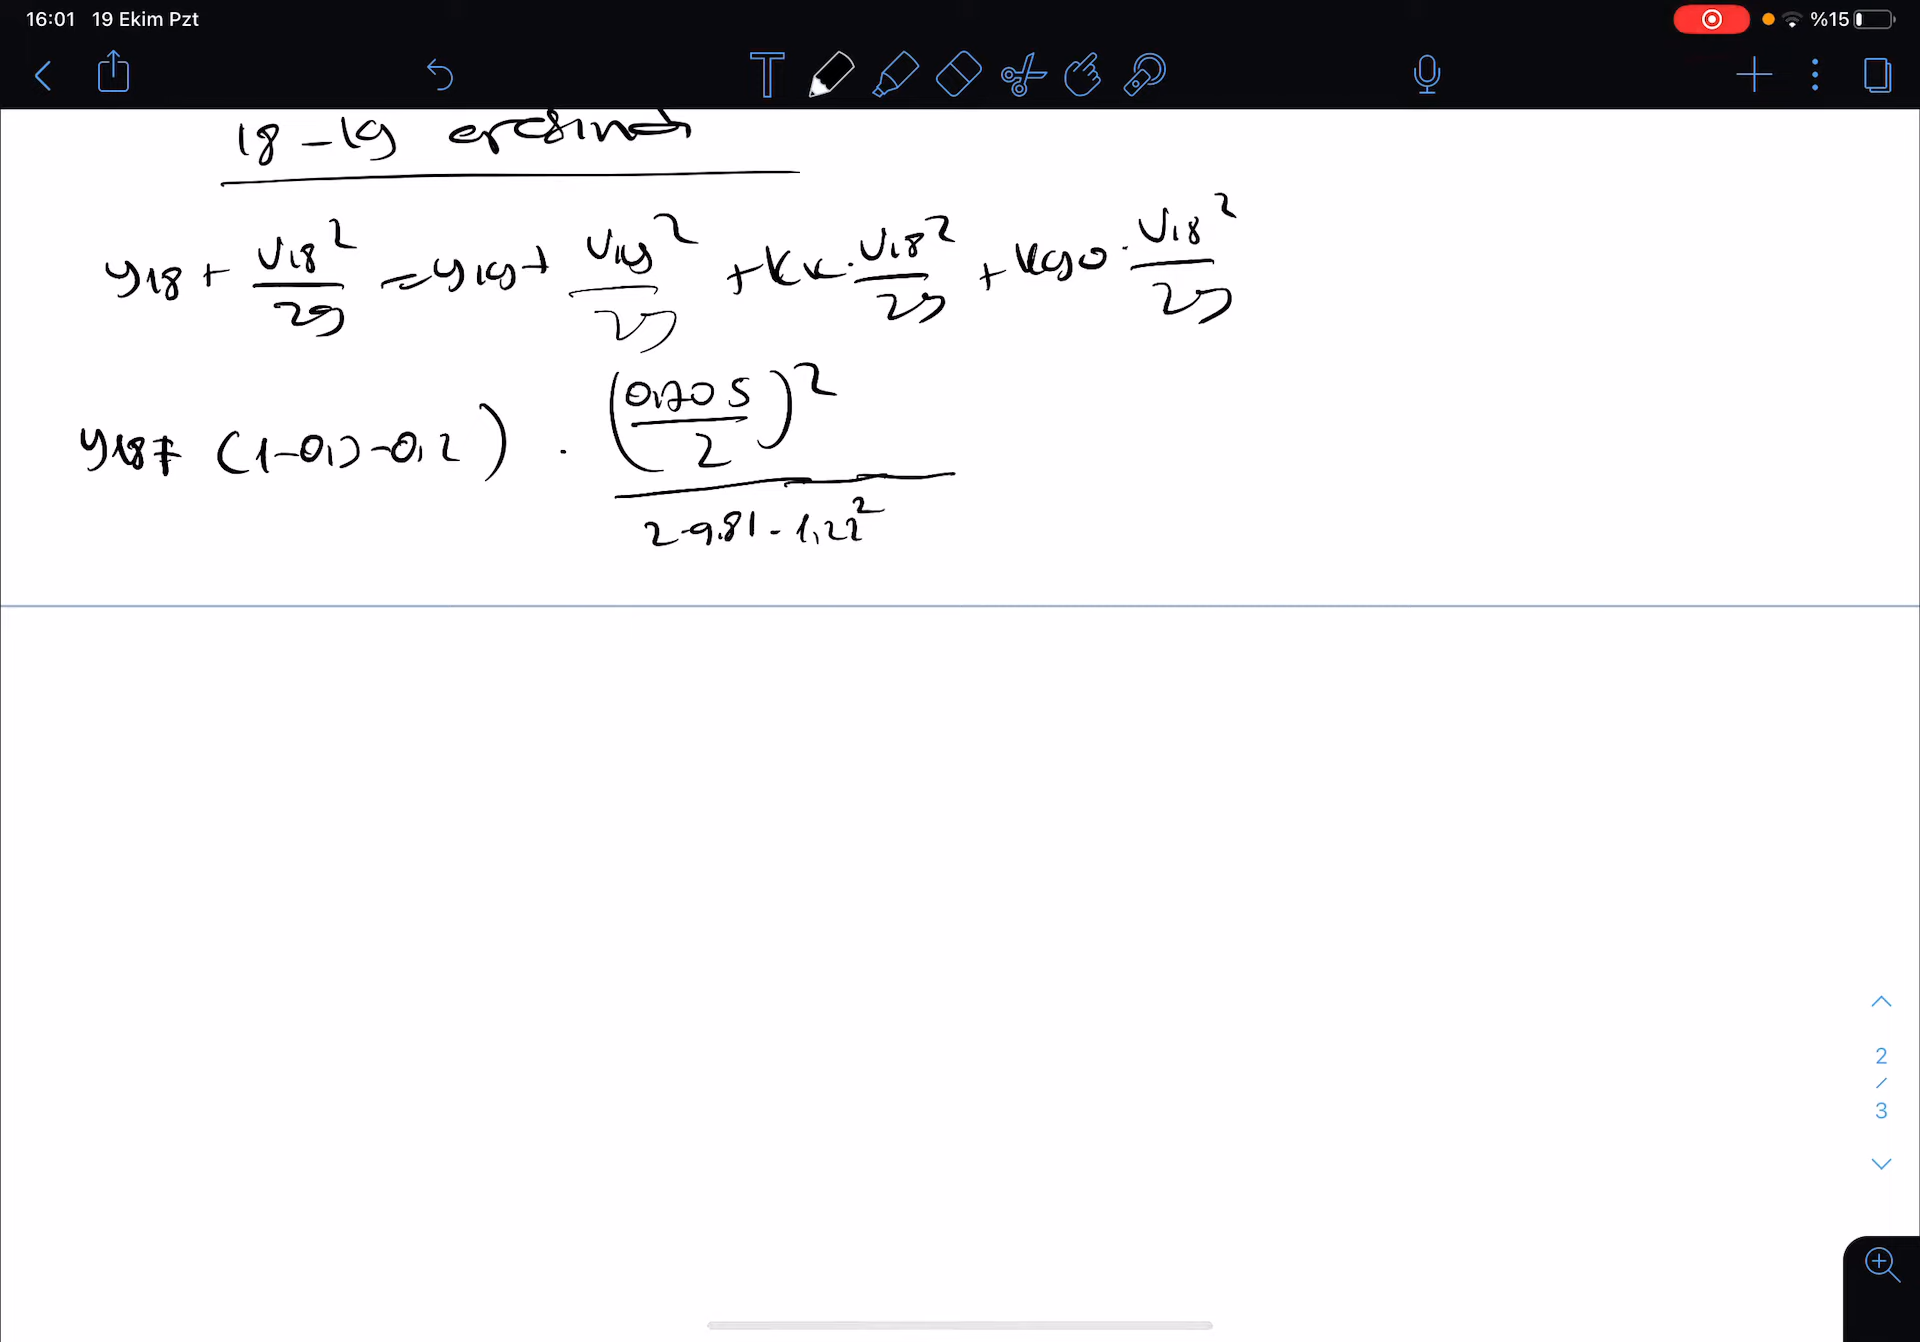 16:01 19 Ekim Pzt %15
18-19 arasında
y18 + V18²/2g = y19 + V19²/2g + Kk · V18²/2g + K90 · V18²/2g
y18 + (1-0,1-0,2) · (0,705/2)² / 2·9.81·1,22²
2
/
3